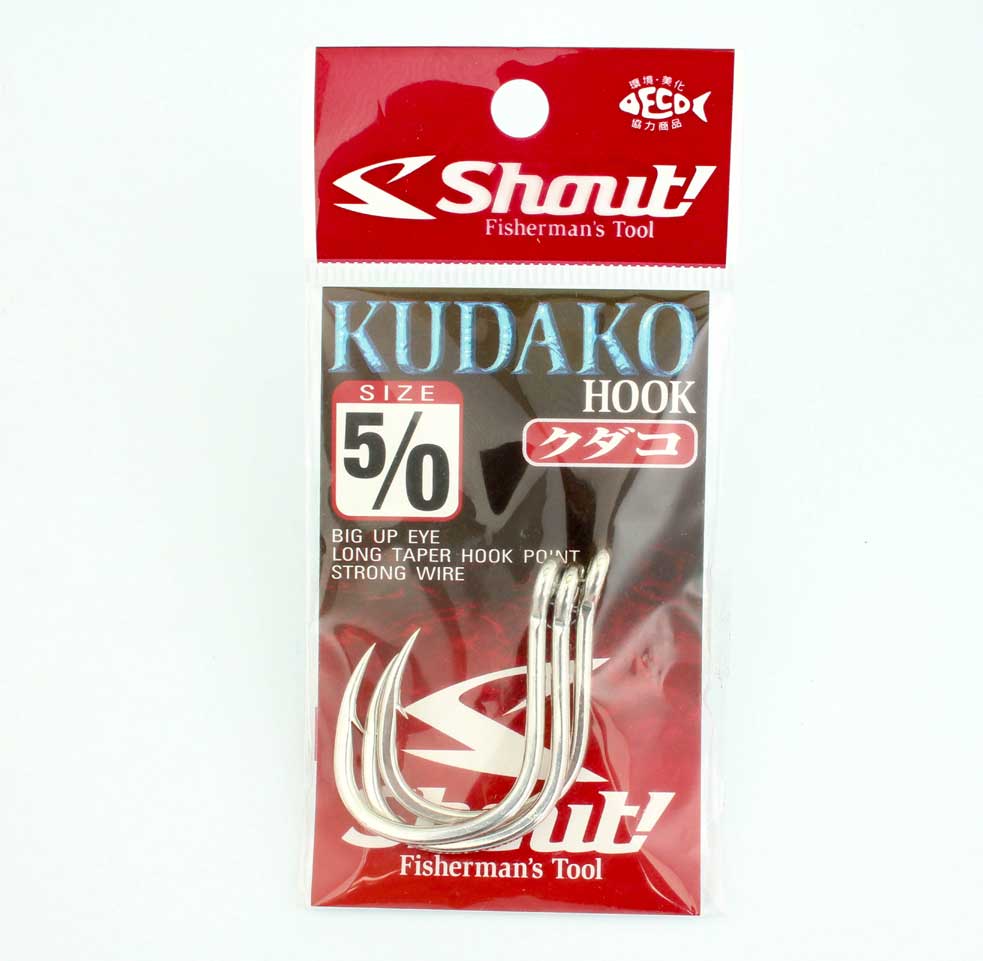 環境・美化
DECO
協力商品
Shout!
Fisherman's Tool
KUDAKO
HOOK
クダコ
SIZE
5/0
BIG UP EYE
LONG TAPER HOOK POINT
STRONG WIRE
Shout!
Fisherman's Tool